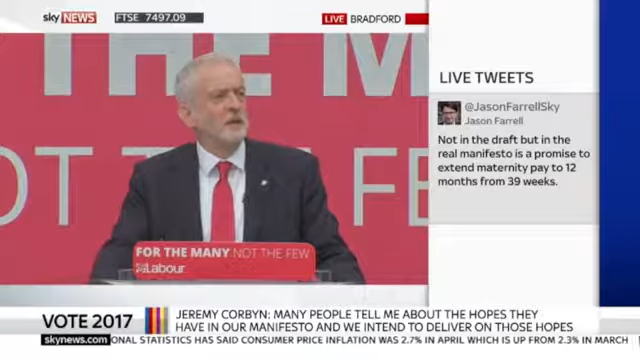 sky NEWS
FTSE 7497.09
LIVE BRADFORD
THE M
OT THE FE
LIVE TWEETS
@JasonFarrellSky
Jason Farrell
Not in the draft but in the
real manifesto is a promise to
extend maternity pay to 12
months from 39 weeks.
FOR THE MANY NOT THE FEW
Labour
VOTE 2017
JEREMY CORBYN: MANY PEOPLE TELL ME ABOUT THE HOPES THEY
HAVE IN OUR MANIFESTO AND WE INTEND TO DELIVER ON THOSE HOPES
skynews.com
ONAL STATISTICS HAS SAID CONSUMER PRICE INFLATION WAS 2.7% IN APRIL WHICH IS UP FROM 2.3% IN MARCH